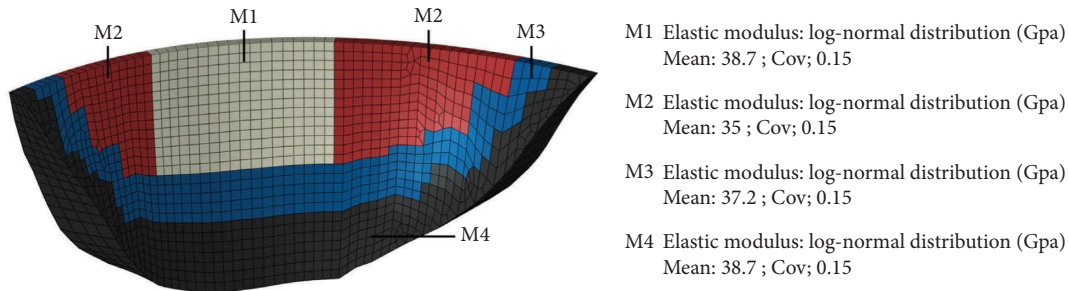 M2
M1
M2
M3
M4
M1 Elastic modulus: log-normal distribution (Gpa)
Mean: 38.7 ; Cov; 0.15
M2 Elastic modulus: log-normal distribution (Gpa)
Mean: 35 ; Cov; 0.15
M3 Elastic modulus: log-normal distribution (Gpa)
Mean: 37.2 ; Cov; 0.15
M4 Elastic modulus: log-normal distribution (Gpa)
Mean: 38.7 ; Cov; 0.15